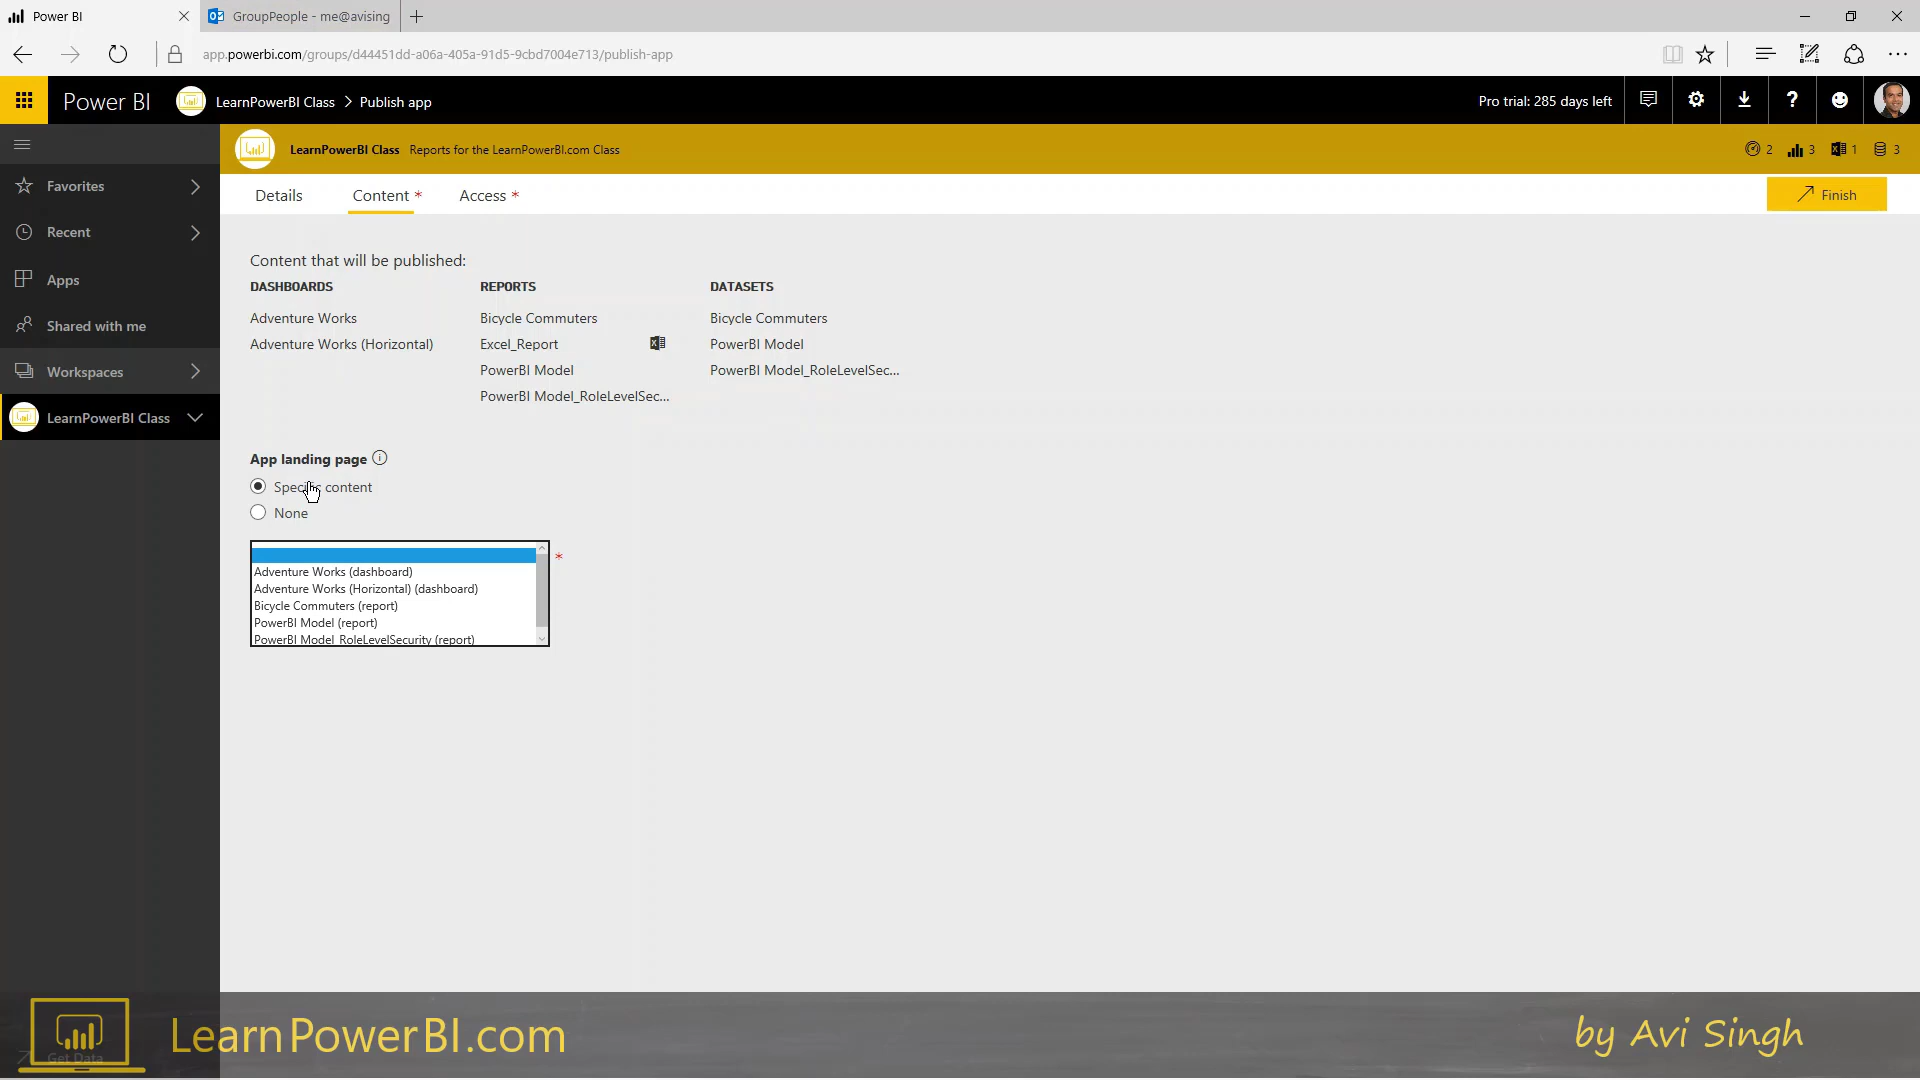 Power BI
GroupPeople - me@avising
app.powerbi.com/groups/d44451dd-a06a-405a-91d5-9cbd7004e713/publish-app
Power BI
LearnPowerBI Class > Publish app
Pro trial: 285 days left
LearnPowerBI Class Reports for the LearnPowerBI.com Class
2
3
1
3
Favorites
Recent
Apps
Shared with me
Workspaces
LearnPowerBI Class
Details
Content *
Access *
Finish
Content that will be published:
DASHBOARDS
Adventure Works
Adventure Works (Horizontal)
REPORTS
Bicycle Commuters
Excel_Report
PowerBI Model
PowerBI Model_RoleLevelSec...
DATASETS
Bicycle Commuters
PowerBI Model
PowerBI Model_RoleLevelSec...
App landing page
Specific content
None
*
Adventure Works (dashboard)
Adventure Works (Horizontal) (dashboard)
Bicycle Commuters (report)
PowerBI Model (report)
PowerBI Model_RoleLevelSecurity (report)
Get Data
LearnPowerBI.com
by Avi Singh